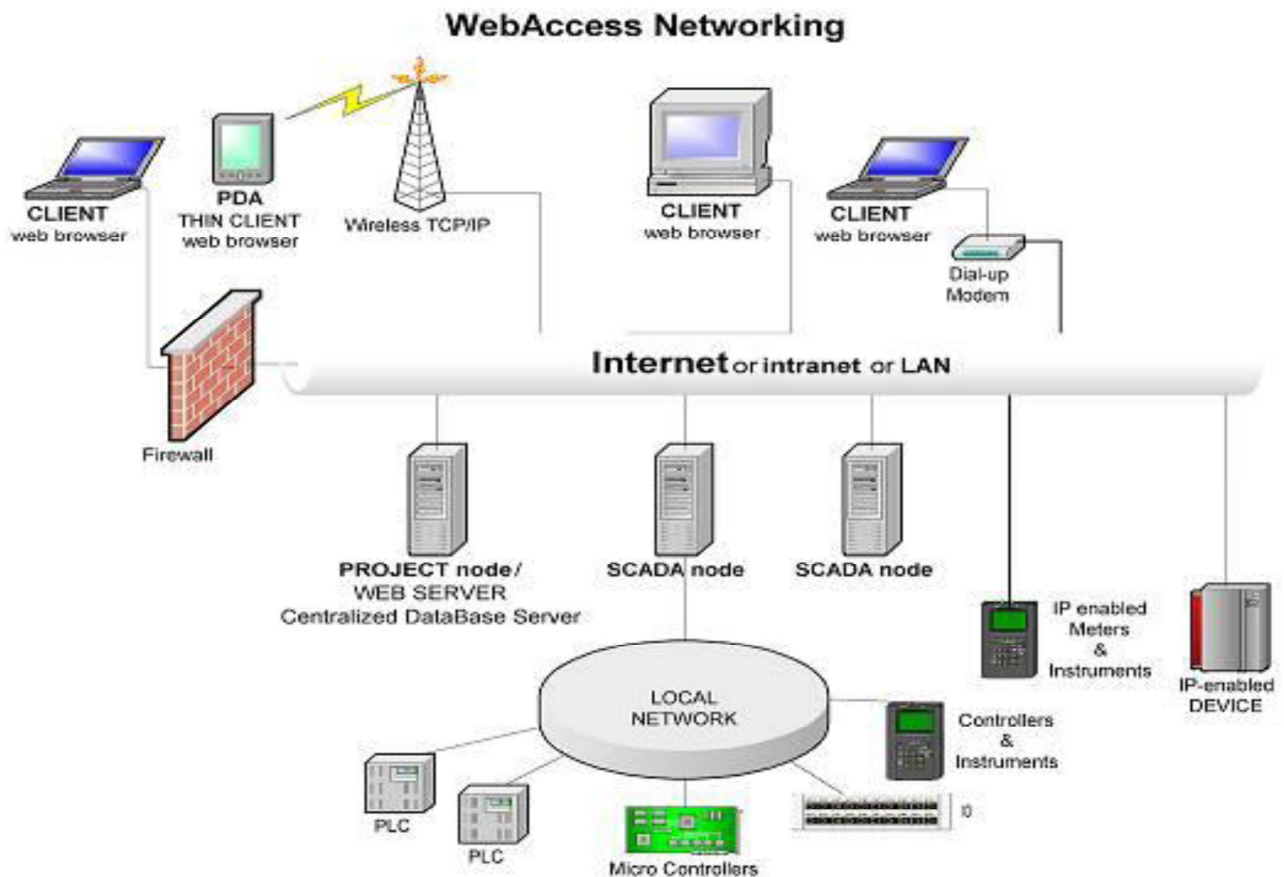 WebAccess Networking
CLIENT
web browser
PDA
THIN CLIENT
web browser
Wireless TCP/IP
CLIENT
web browser
CLIENT
web browser
Dial-up
Modem
Firewall
Internet or intranet or LAN
PROJECT node/
WEB SERVER
Centralized DataBase Server
SCADA node
SCADA node
IP enabled
Meters
&
Instruments
IP-enabled
DEVICE
LOCAL
NETWORK
Controllers
&
Instruments
PLC
PLC
Micro Controllers
IO